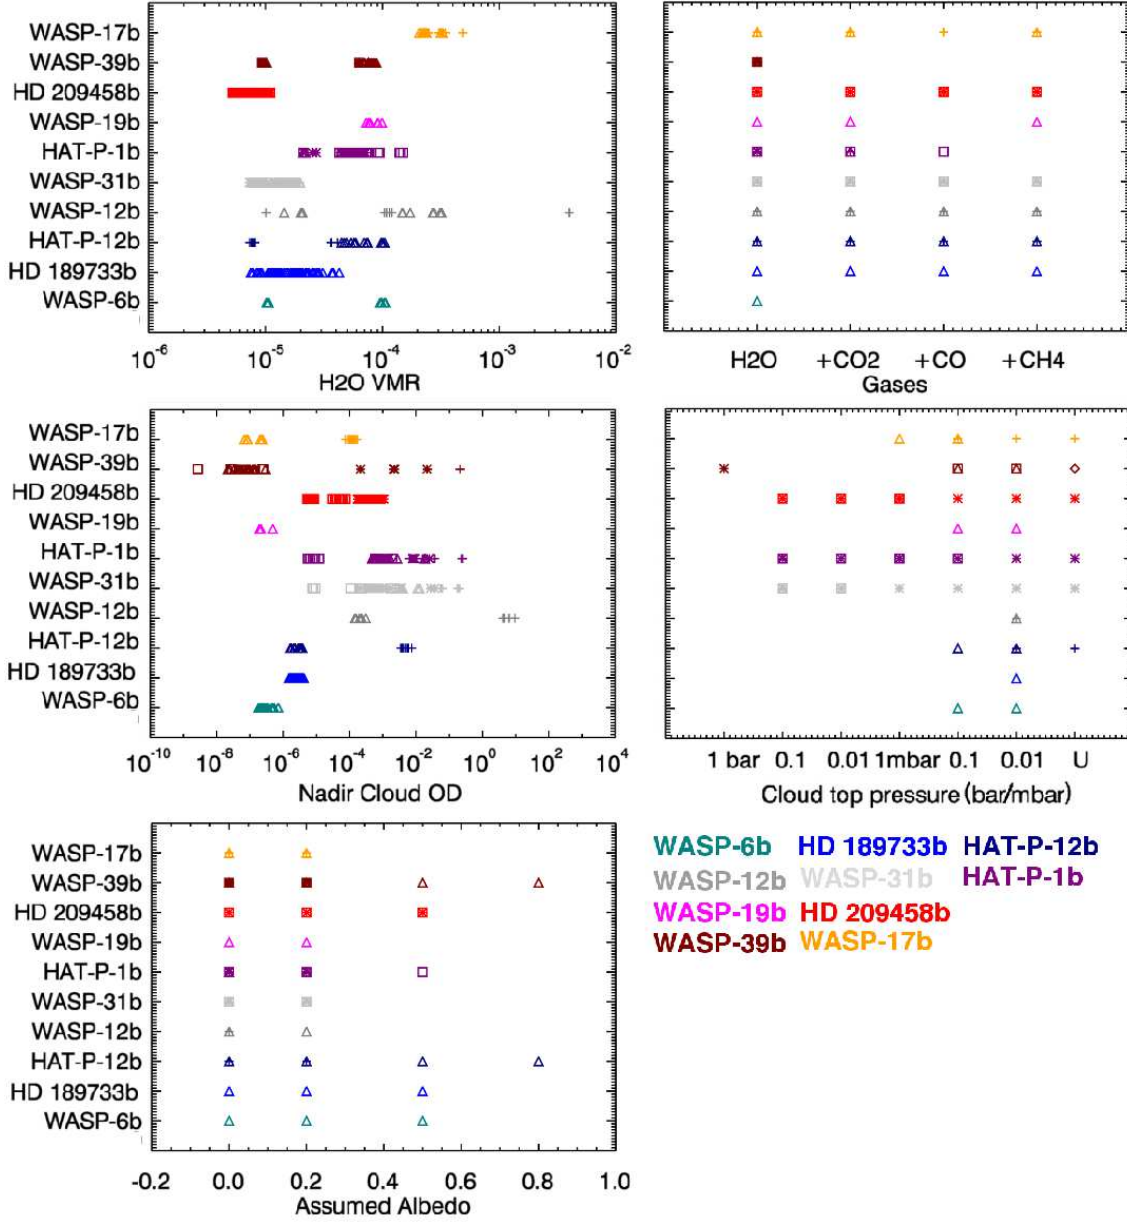 WASP-17b
WASP-39b
HD 209458b
WASP-19b
HAT-P-1b
WASP-31b
WASP-12b
HAT-P-12b
HD 189733b
WASP-6b
10-6 10-5 10-4 10-3 10-2
H2O VMR
H2O +CO2 +CO +CH4
Gases
WASP-17b
WASP-39b
HD 209458b
WASP-19b
HAT-P-1b
WASP-31b
WASP-12b
HAT-P-12b
HD 189733b
WASP-6b
10-10 10-8 10-6 10-4 10-2 100 102 104
Nadir Cloud OD
1 bar 0.1 0.01 1mbar 0.1 0.01 U
Cloud top pressure (bar/mbar)
WASP-17b
WASP-39b
HD 209458b
WASP-19b
HAT-P-1b
WASP-31b
WASP-12b
HAT-P-12b
HD 189733b
WASP-6b
-0.2 0.0 0.2 0.4 0.6 0.8 1.0
Assumed Albedo
WASP-6b HD 189733b HAT-P-12b
WASP-12b WASP-31b HAT-P-1b
WASP-19b HD 209458b
WASP-39b WASP-17b